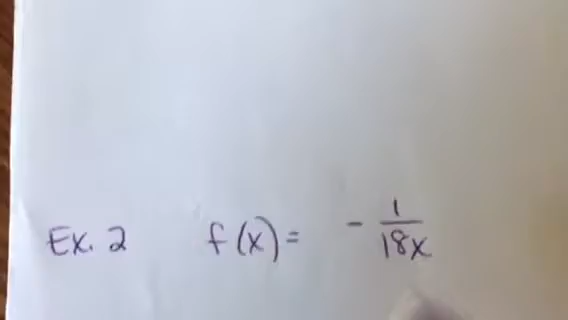 Ex. 2 f(x) = - 1/18x